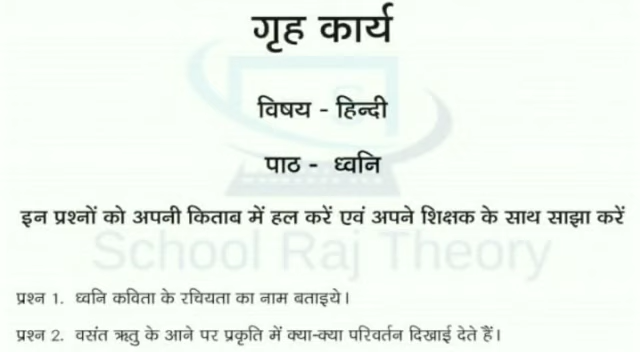 गृह कार्य
विषय - हिन्दी
पाठ - ध्वनि
इन प्रश्नों को अपनी किताब में हल करें एवं अपने शिक्षक के साथ साझा करें
School Raj Theory
प्रश्न 1. ध्वनि कविता के रचियता का नाम बताइये।
प्रश्न 2. वसंत ऋतु के आने पर प्रकृति में क्या-क्या परिवर्तन दिखाई देते हैं।